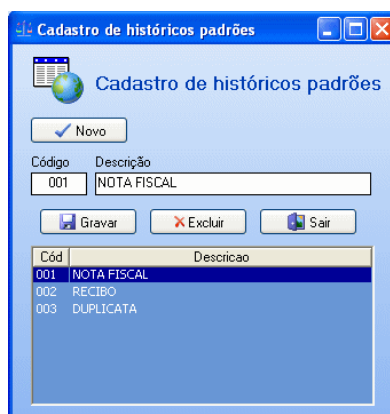 Cadastro de históricos padrões
Cadastro de históricos padrões
Novo
Código Descrição
001 NOTA FISCAL
Gravar Excluir Sair
Cód Descricao
001 NOTA FISCAL
002 RECIBO
003 DUPLICATA